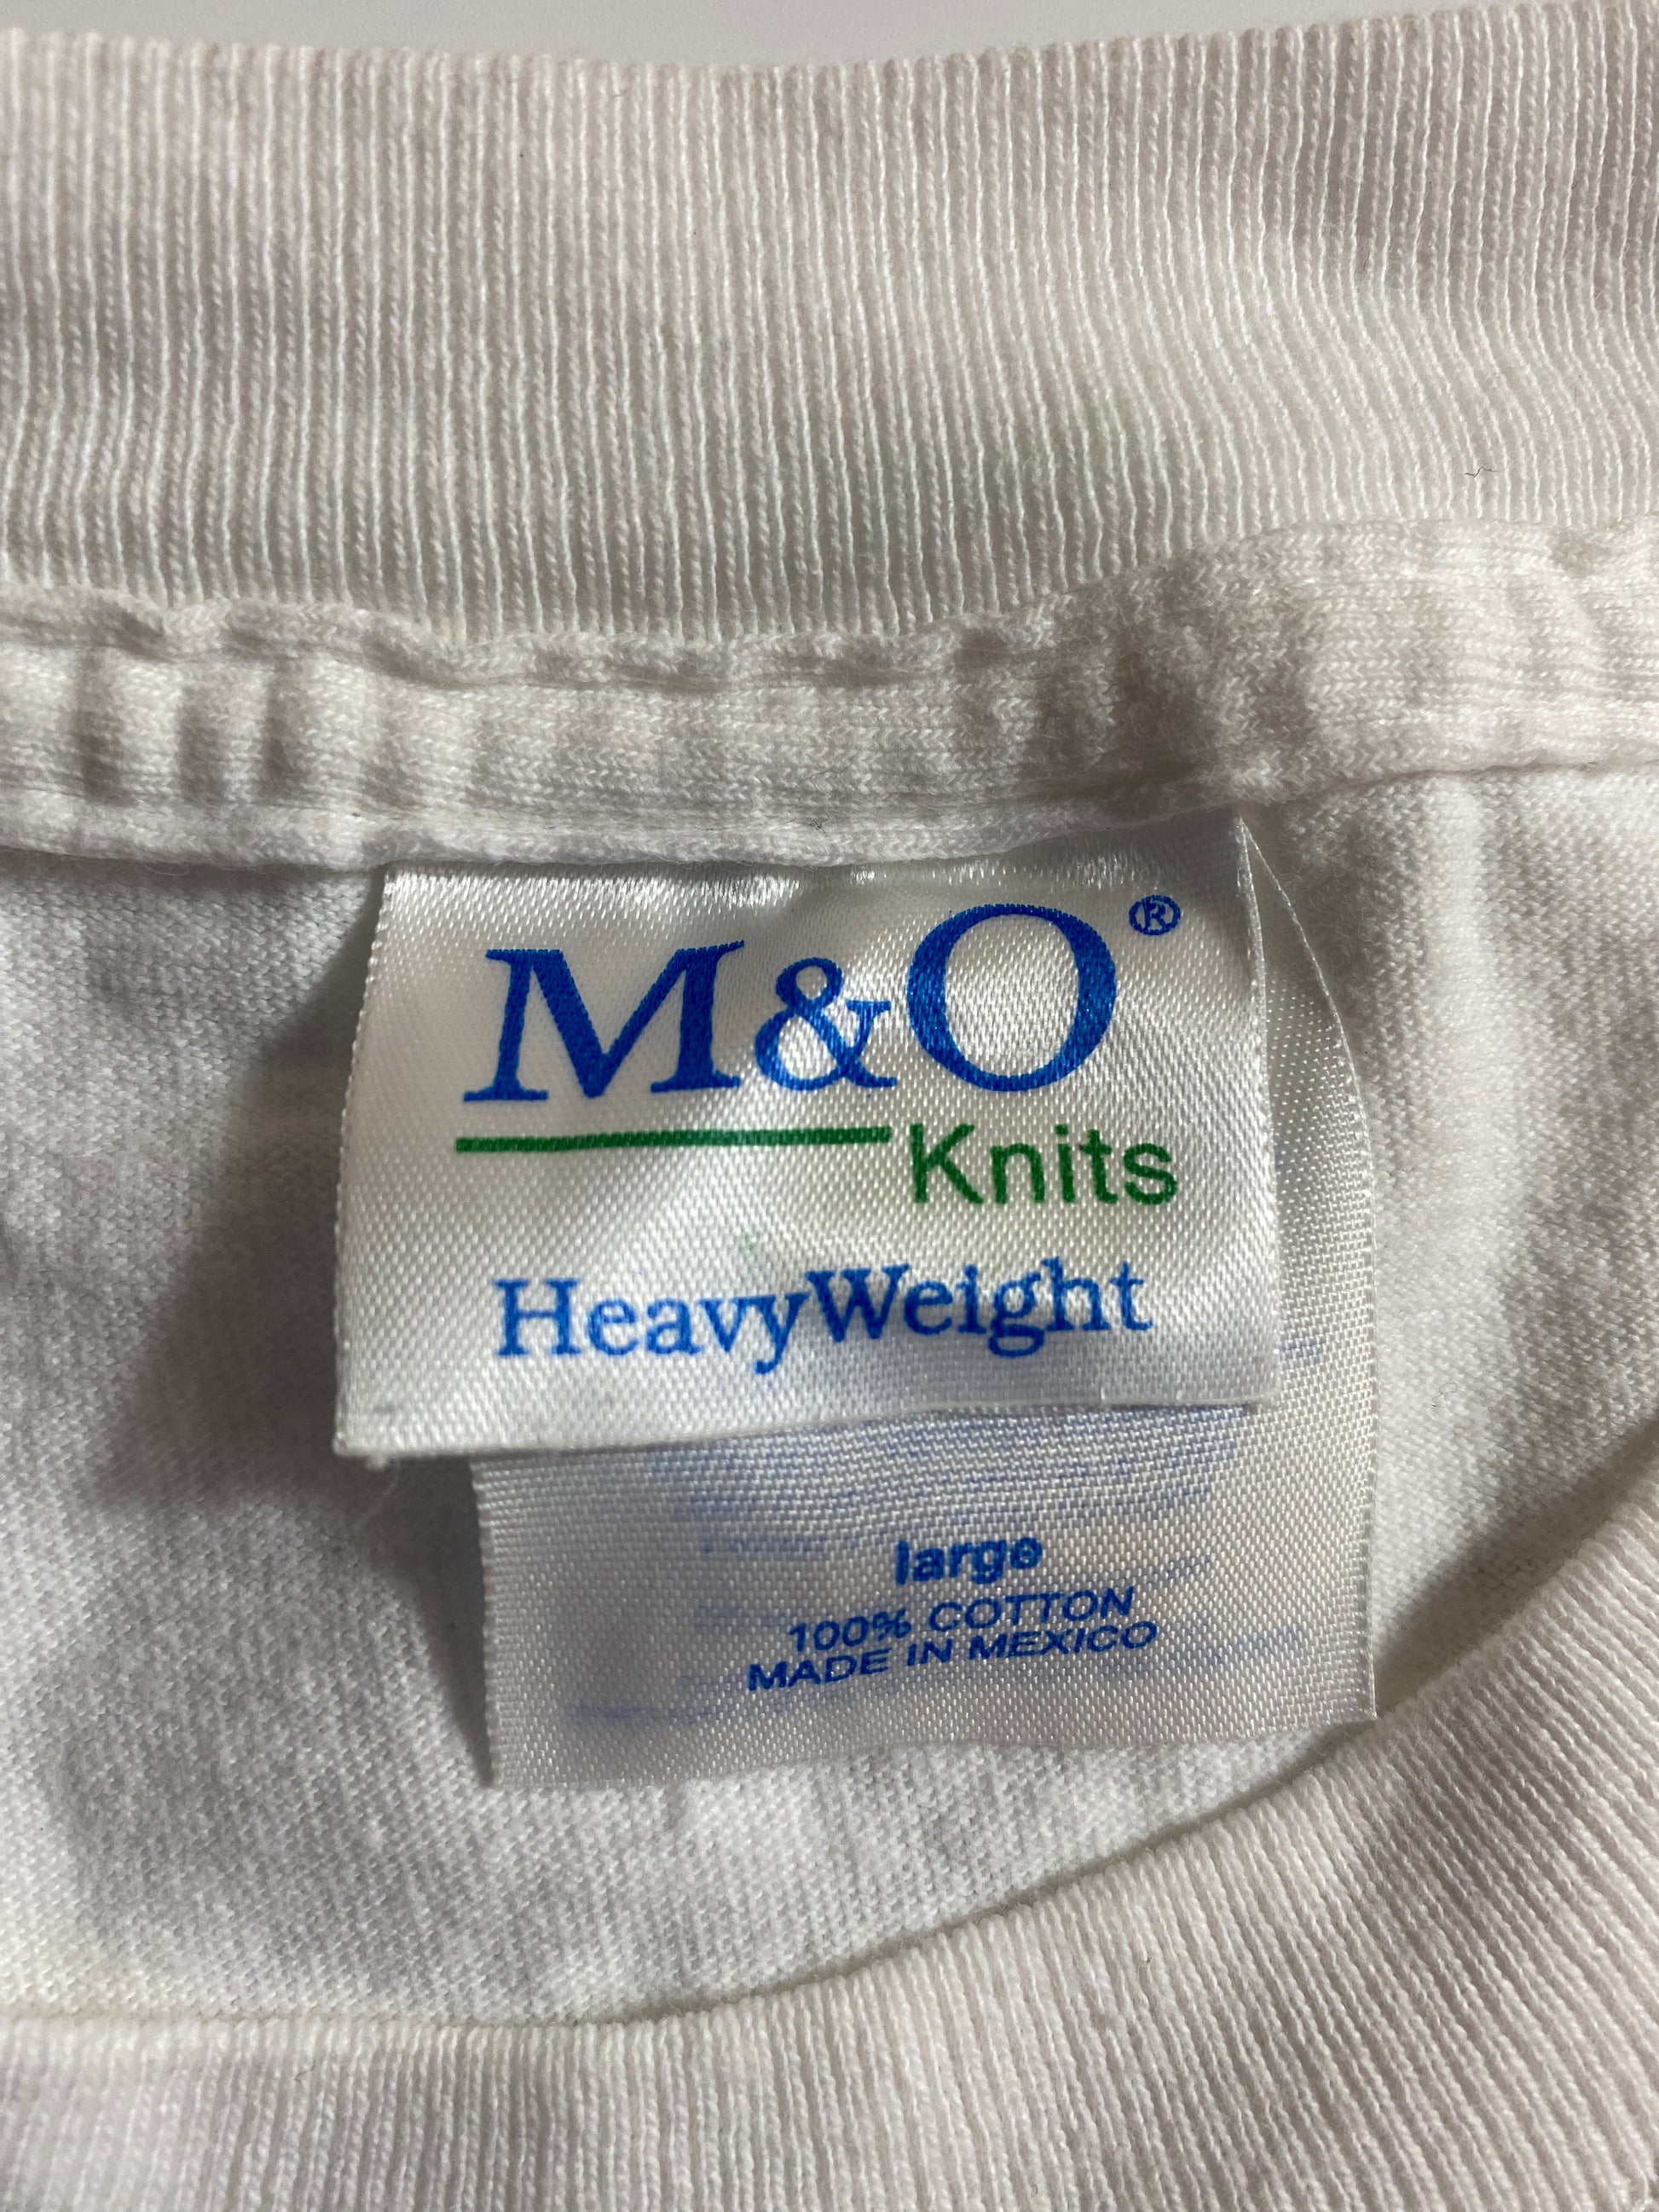 M&O®
Knits
HeavyWeight
large
100% COTTON
MADE IN MEXICO